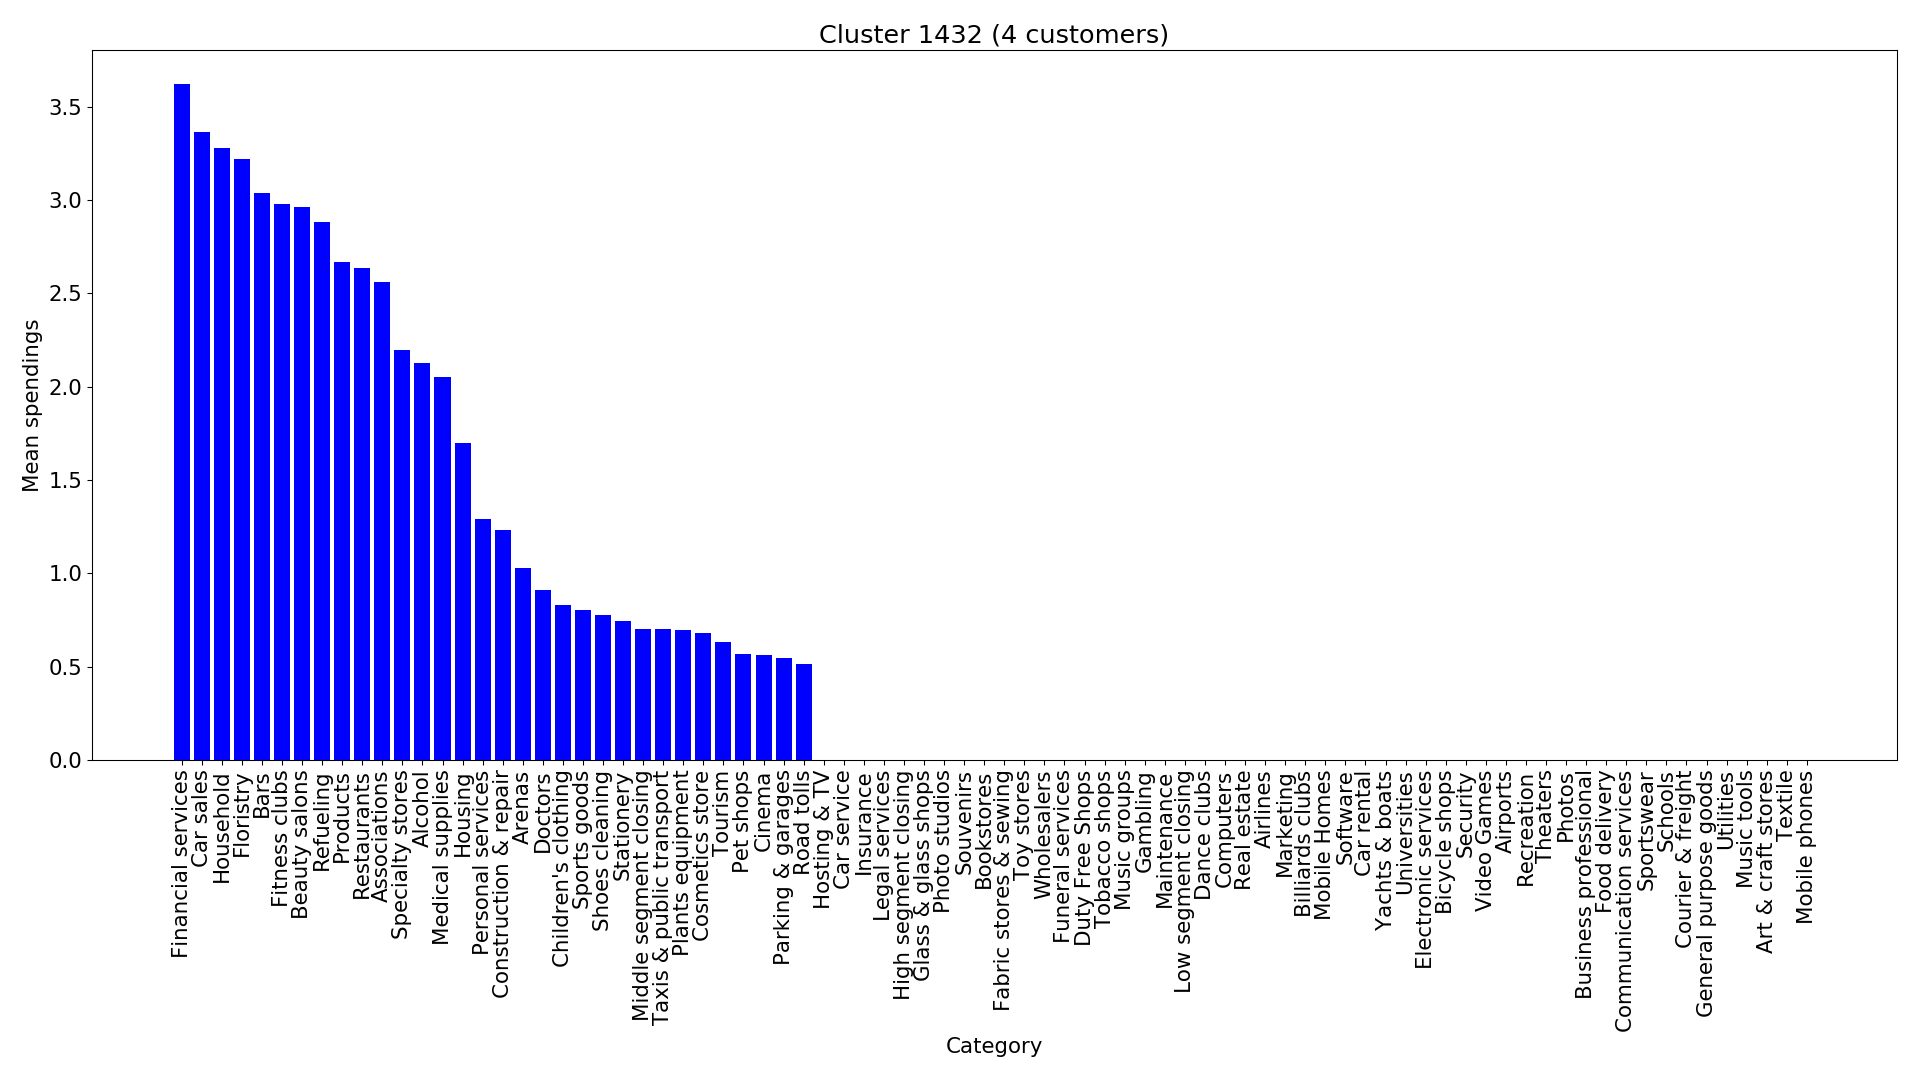 Cluster 1432 (4 customers)
Mean spendings
3.5
3.0
2.5
2.0
1.5
1.0
0.5
0.0
Financial services
Car sales
Household
Floristry
Bars
Fitness clubs
Beauty salons
Refueling
Products
Restaurants
Associations
Specialty stores
Alcohol
Medical supplies
Housing
Personal services
Construction & repair
Arenas
Doctors
Children's clothing
Sports goods
Shoes cleaning
Stationery
Middle segment closing
Taxis & public transport
Plants equipment
Cosmetics store
Tourism
Pet shops
Cinema
Parking & garages
Road tolls
Hosting & TV
Car service
Insurance
Legal services
High segment closing
Glass & glass shops
Photo studios
Souvenirs
Bookstores
Fabric stores & sewing
Toy stores
Wholesalers
Funeral services
Duty Free Shops
Tobacco shops
Music groups
Gambling
Maintenance
Low segment closing
Dance clubs
Computers
Real estate
Airlines
Marketing
Billiards clubs
Mobile Homes
Software
Car rental
Yachts & boats
Universities
Electronic services
Bicycle shops
Security
Video Games
Airports
Recreation
Theaters
Photos
Business professional
Food delivery
Communication services
Sportswear
Schools
Courier & freight
General purpose goods
Utilities
Music tools
Art & craft stores
Textile
Mobile phones
Category